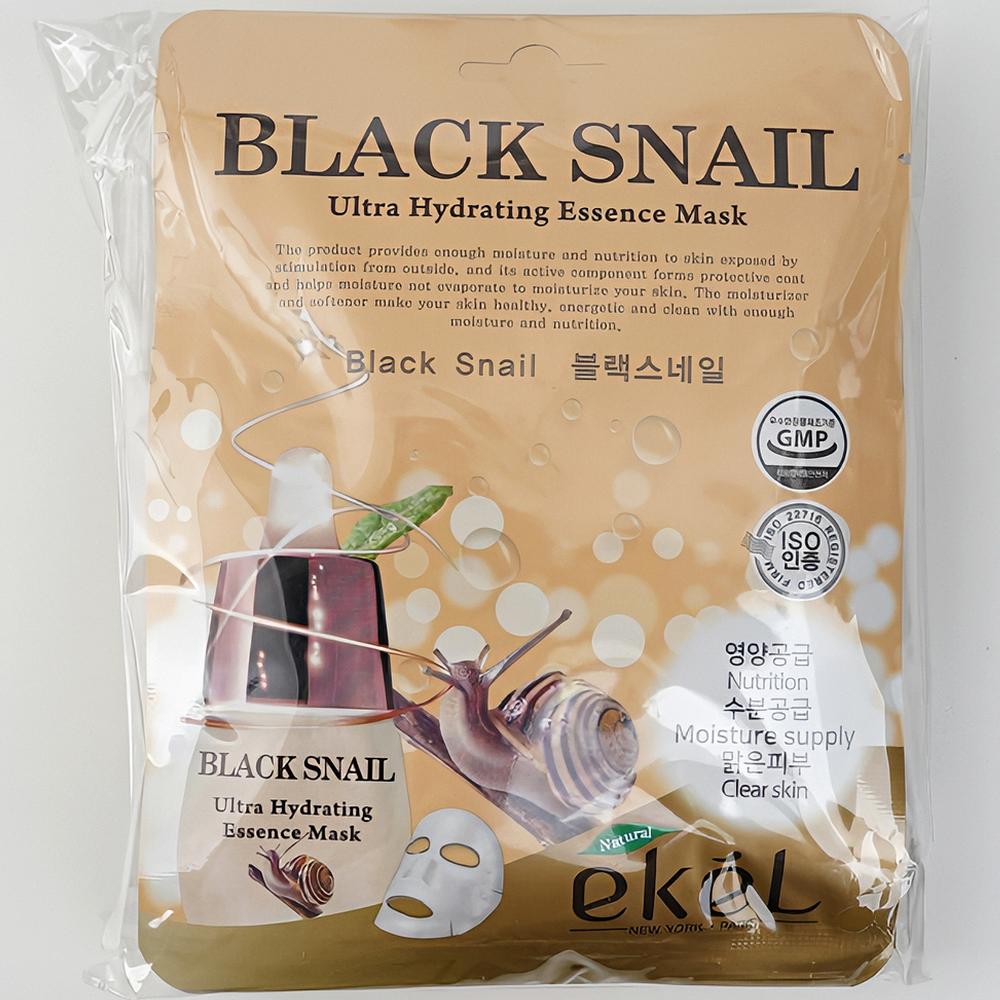 BLACK SNAIL
Ultra Hydrating Essence Mask
The product provides enough moisture and nutrition to skin exposed by
stimulation from outside, and its active component forms protective coat
and helps moisture not evaporate to moisturize your skin. The moisturizer
and softener make your skin healthy, energetic and clean with enough
moisture and nutrition.
Black Snail 블랙스네일
GMP
ISO 22716 REGISTERED FIRM
ISO
인증
영양공급
Nutrition
수분공급
Moisture supply
맑은피부
Clear skin
BLACK SNAIL
Ultra Hydrating
Essence Mask
Natural
ekel
NEW YORK · PARIS